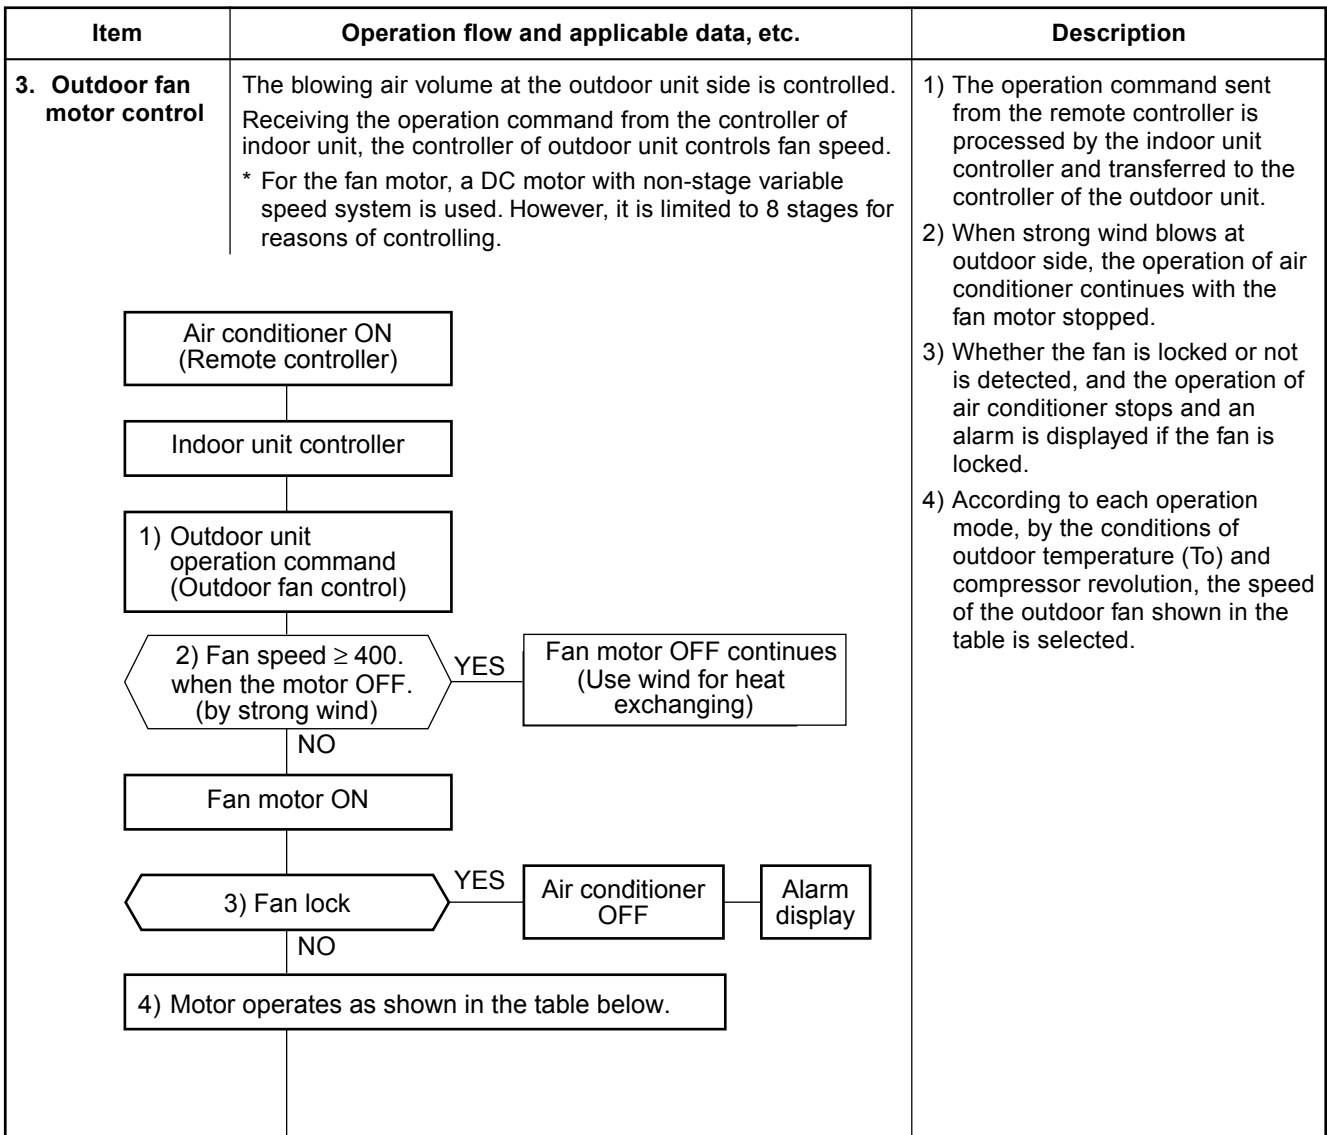 Item
Operation flow and applicable data, etc.
Description
3. Outdoor fan
motor control
The blowing air volume at the outdoor unit side is controlled.
Receiving the operation command from the controller of
indoor unit, the controller of outdoor unit controls fan speed.
* For the fan motor, a DC motor with non-stage variable
speed system is used. However, it is limited to 8 stages for
reasons of controlling.
Air conditioner ON
(Remote controller)
Indoor unit controller
1) Outdoor unit
operation command
(Outdoor fan control)
2) Fan speed ≥ 400.
when the motor OFF.
(by strong wind)
YES
Fan motor OFF continues
(Use wind for heat
exchanging)
NO
Fan motor ON
3) Fan lock
YES
Air conditioner
OFF
Alarm
display
NO
4) Motor operates as shown in the table below.
1) The operation command sent
from the remote controller is
processed by the indoor unit
controller and transferred to the
controller of the outdoor unit.
2) When strong wind blows at
outdoor side, the operation of air
conditioner continues with the
fan motor stopped.
3) Whether the fan is locked or not
is detected, and the operation of
air conditioner stops and an
alarm is displayed if the fan is
locked.
4) According to each operation
mode, by the conditions of
outdoor temperature (To) and
compressor revolution, the speed
of the outdoor fan shown in the
table is selected.